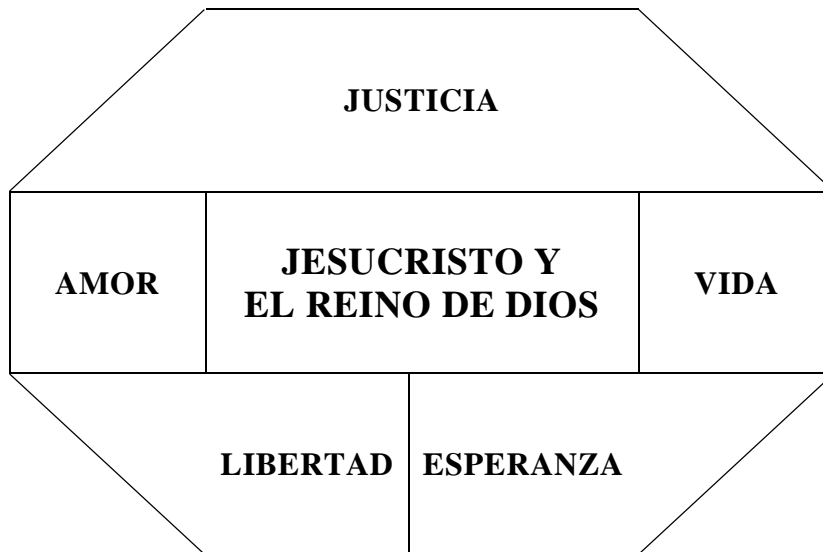 JUSTICIA
AMOR
JESUCRISTO Y
EL REINO DE DIOS
VIDA
LIBERTAD
ESPERANZA